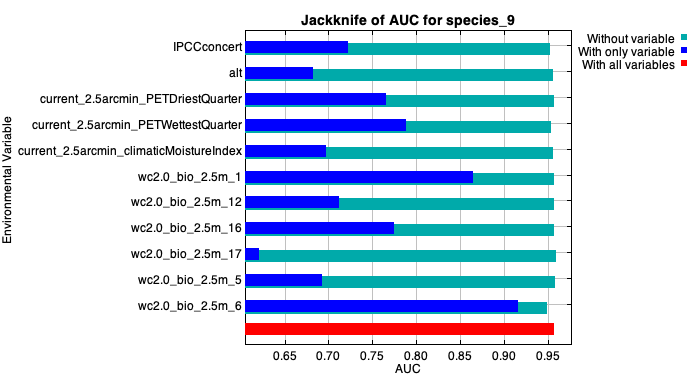 Jackknife of AUC for species_9
Without variable
With only variable
With all variables
Environmental Variable
IPCCconcert
alt
current_2.5arcmin_PETDriestQuarter
current_2.5arcmin_PETWettestQuarter
current_2.5arcmin_climaticMoistureIndex
wc2.0_bio_2.5m_1
wc2.0_bio_2.5m_12
wc2.0_bio_2.5m_16
wc2.0_bio_2.5m_17
wc2.0_bio_2.5m_5
wc2.0_bio_2.5m_6
0.65 0.70 0.75 0.80 0.85 0.90 0.95
AUC